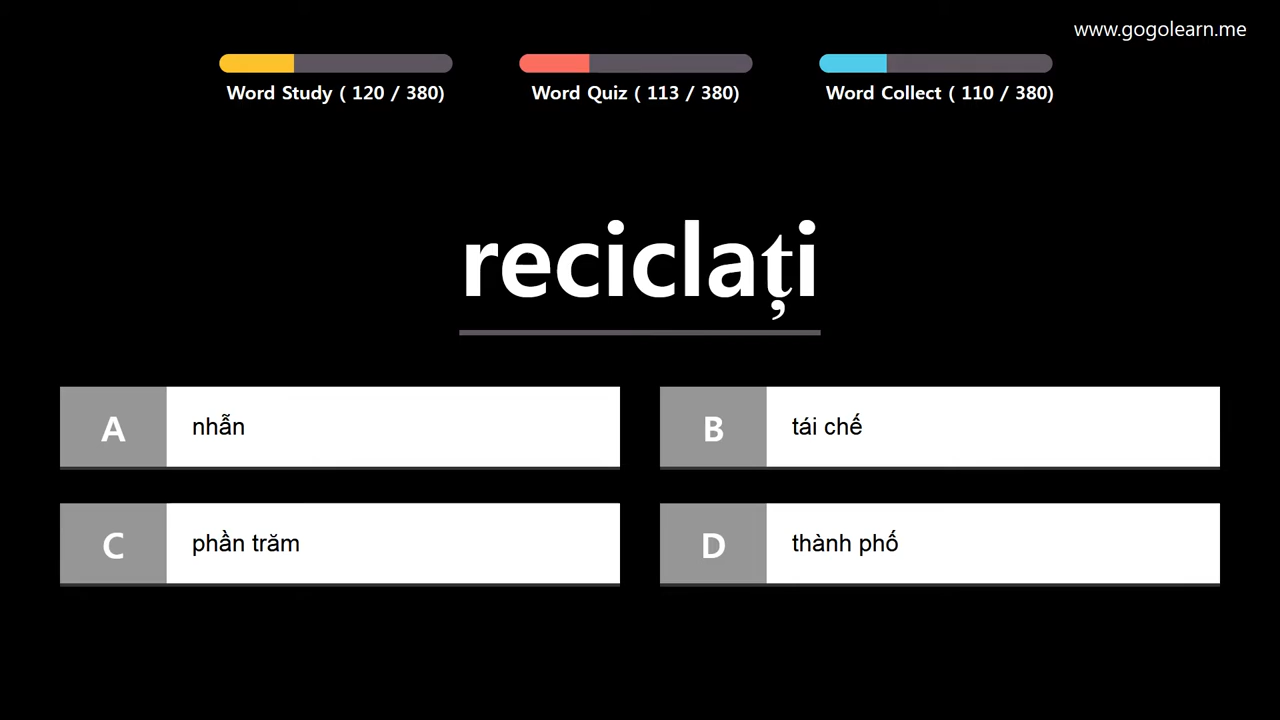 www.gogolearn.me
Word Study ( 120 / 380)
Word Quiz ( 113 / 380)
Word Collect ( 110 / 380)
reciclați
A
nhẫn
B
tái chế
C
phần trăm
D
thành phố